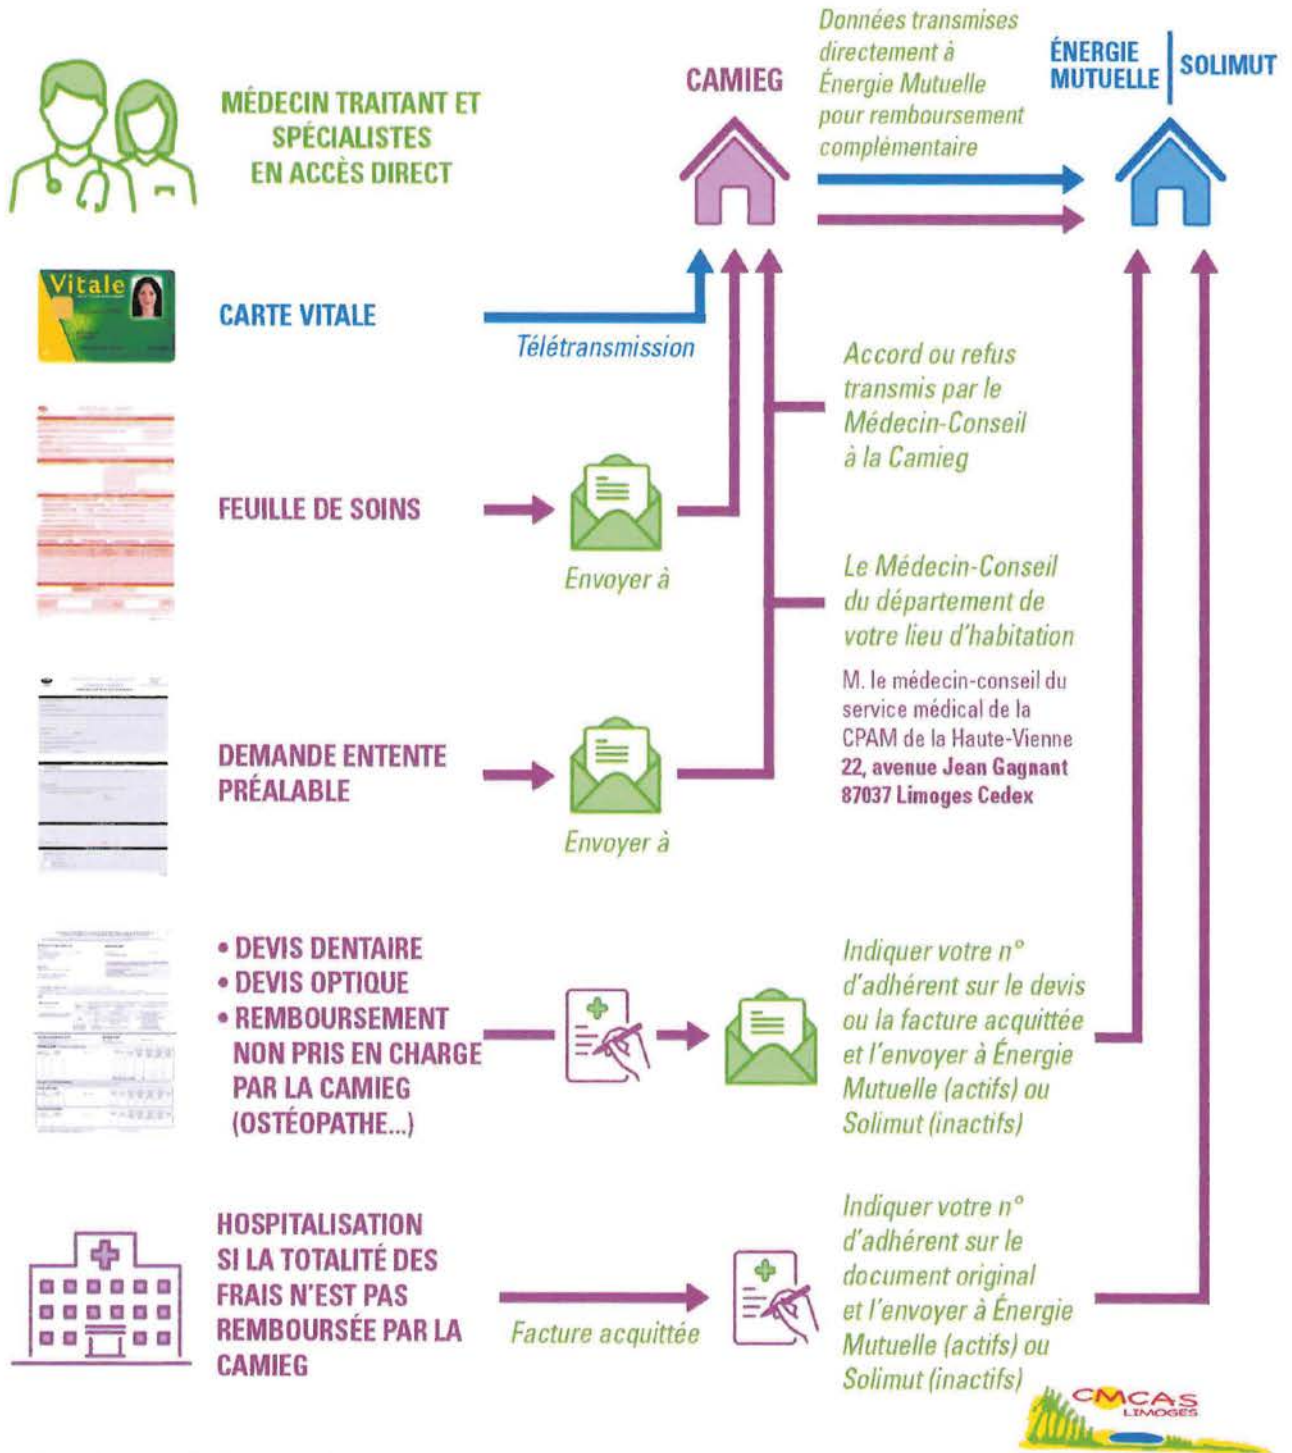 MÉDECIN TRAITANT ET
SPÉCIALISTES
EN ACCÈS DIRECT
CAMIEG
Données transmises
directement à
Énergie Mutuelle
pour remboursement
complémentaire
ÉNERGIE
MUTUELLE
SOLIMUT
Vitale
CARTE VITALE
Télétransmission
Accord ou refus
transmis par le
Médecin-Conseil
à la Camieg
FEUILLE DE SOINS
Envoyer à
Le Médecin-Conseil
du département de
votre lieu d'habitation
M. le médecin-conseil du
service médical de la
CPAM de la Haute-Vienne
22, avenue Jean Gagnant
87037 Limoges Cedex
DEMANDE ENTENTE
PRÉALABLE
Envoyer à
• DEVIS DENTAIRE
• DEVIS OPTIQUE
• REMBOURSEMENT
NON PRIS EN CHARGE
PAR LA CAMIEG
(OSTÉOPATHE...)
Indiquer votre n°
d'adhérent sur le devis
ou la facture acquittée
et l'envoyer à Énergie
Mutuelle (actifs) ou
Solimut (inactifs)
HOSPITALISATION
SI LA TOTALITÉ DES
FRAIS N'EST PAS
REMBOURSÉE PAR LA
CAMIEG
Facture acquittée
Indiquer votre n°
d'adhérent sur le
document original
et l'envoyer à Énergie
Mutuelle (actifs) ou
Solimut (inactifs)
CMCAS
LIMOGES